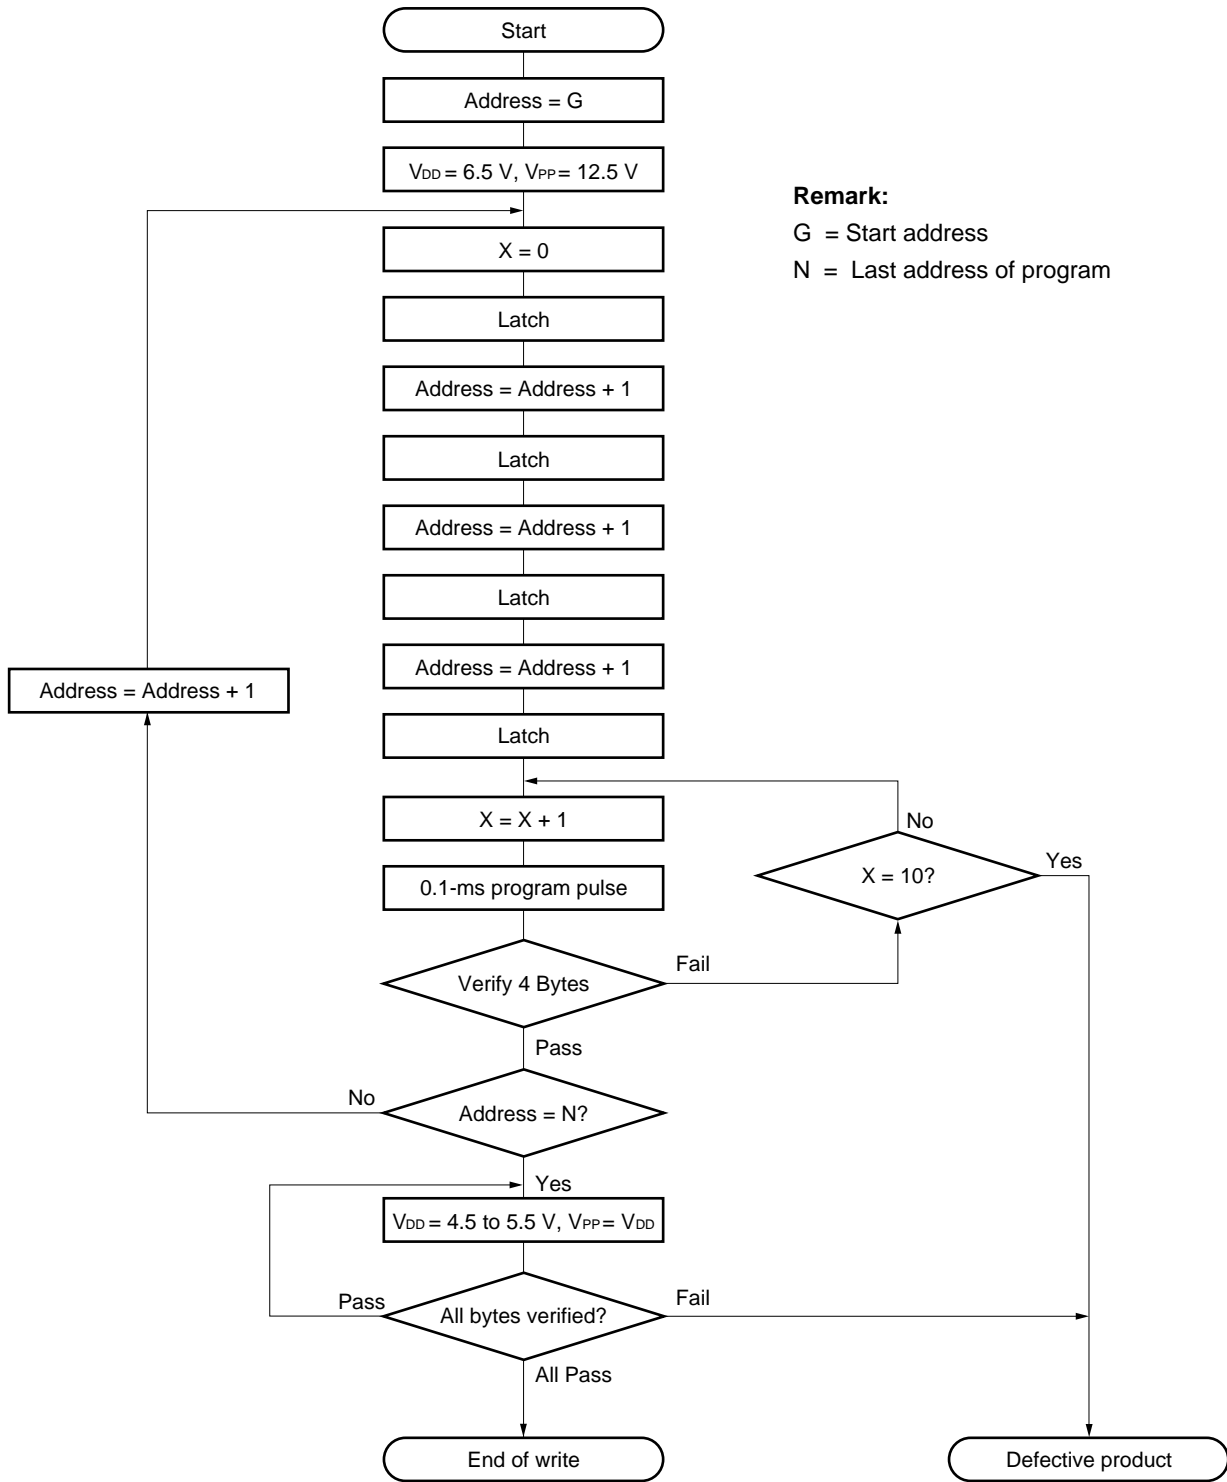 Start
Address = G
VDD = 6.5 V, VPP = 12.5 V
Remark:
G = Start address
N = Last address of program
X = 0
Latch
Address = Address + 1
Latch
Address = Address + 1
Latch
Address = Address + 1
Address = Address + 1
Latch
X = X + 1
No
Yes
X = 10?
0.1-ms program pulse
Fail
Verify 4 Bytes
Pass
No
Address = N?
Yes
VDD = 4.5 to 5.5 V, VPP = VDD
Pass
Fail
All bytes verified?
All Pass
End of write
Defective product